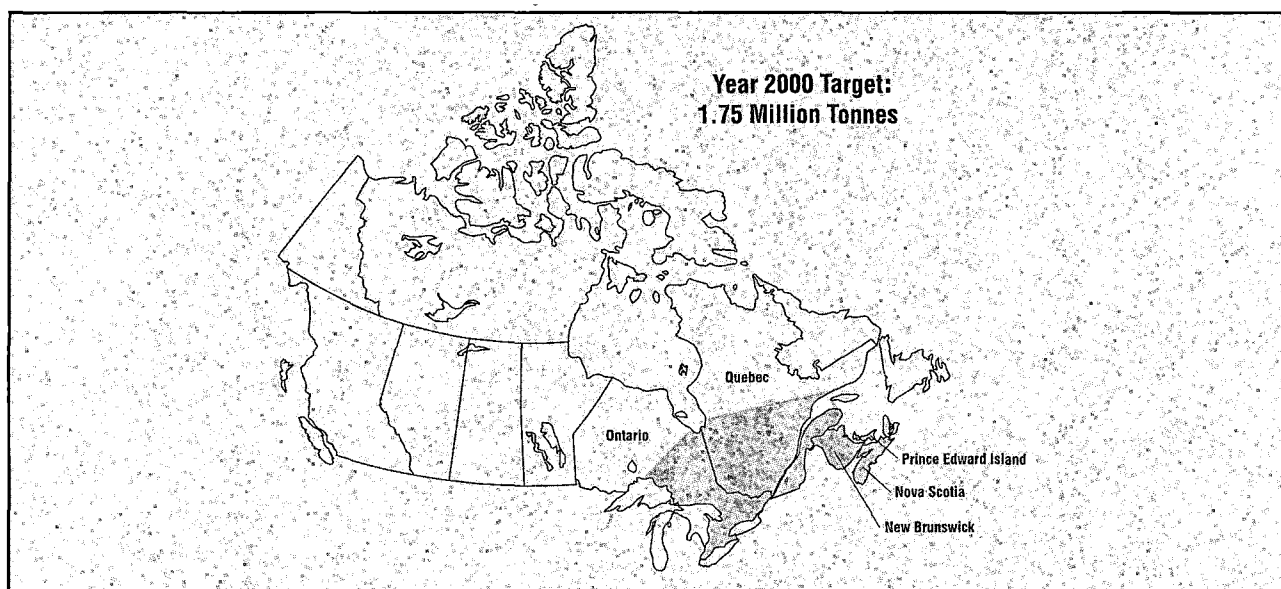 Year 2000 Target:
1.75 Million Tonnes
Quebec
Ontario
Prince Edward Island
Nova Scotia
New Brunswick